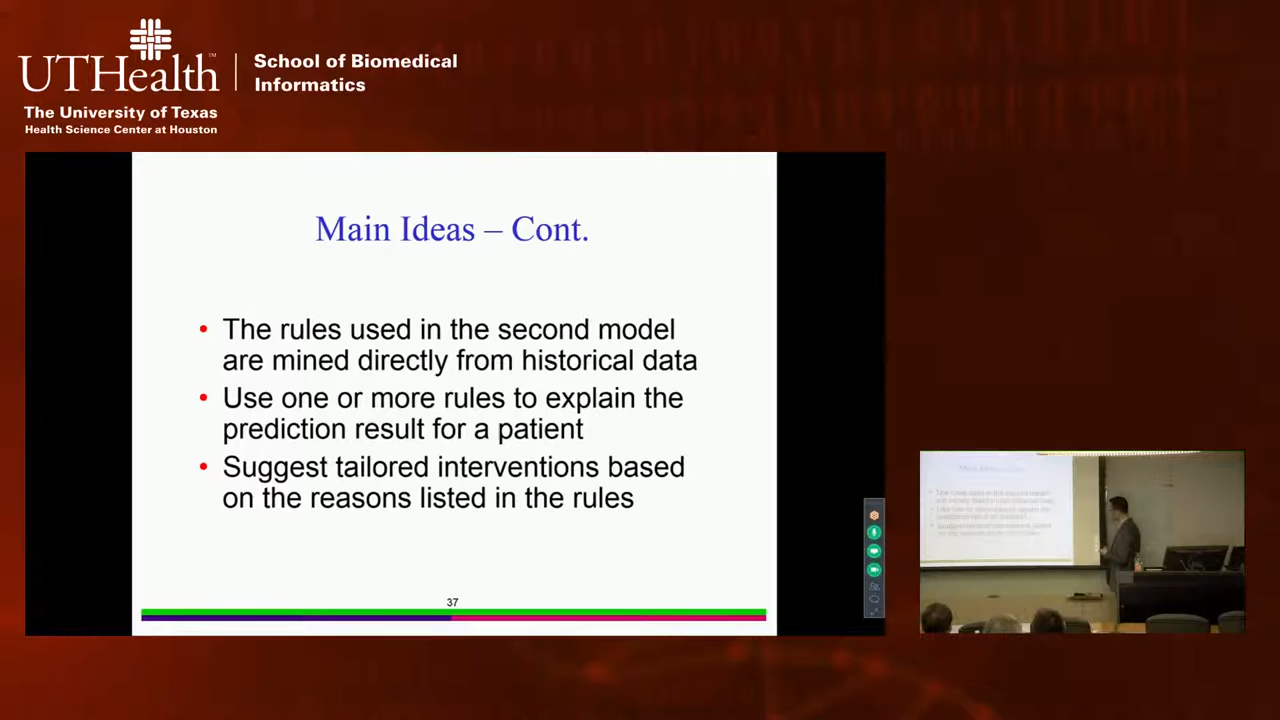 UTHealth™
The University of Texas
Health Science Center at Houston
School of Biomedical
Informatics
Main Ideas – Cont.
• The rules used in the second model
are mined directly from historical data
• Use one or more rules to explain the
prediction result for a patient
• Suggest tailored interventions based
on the reasons listed in the rules
37